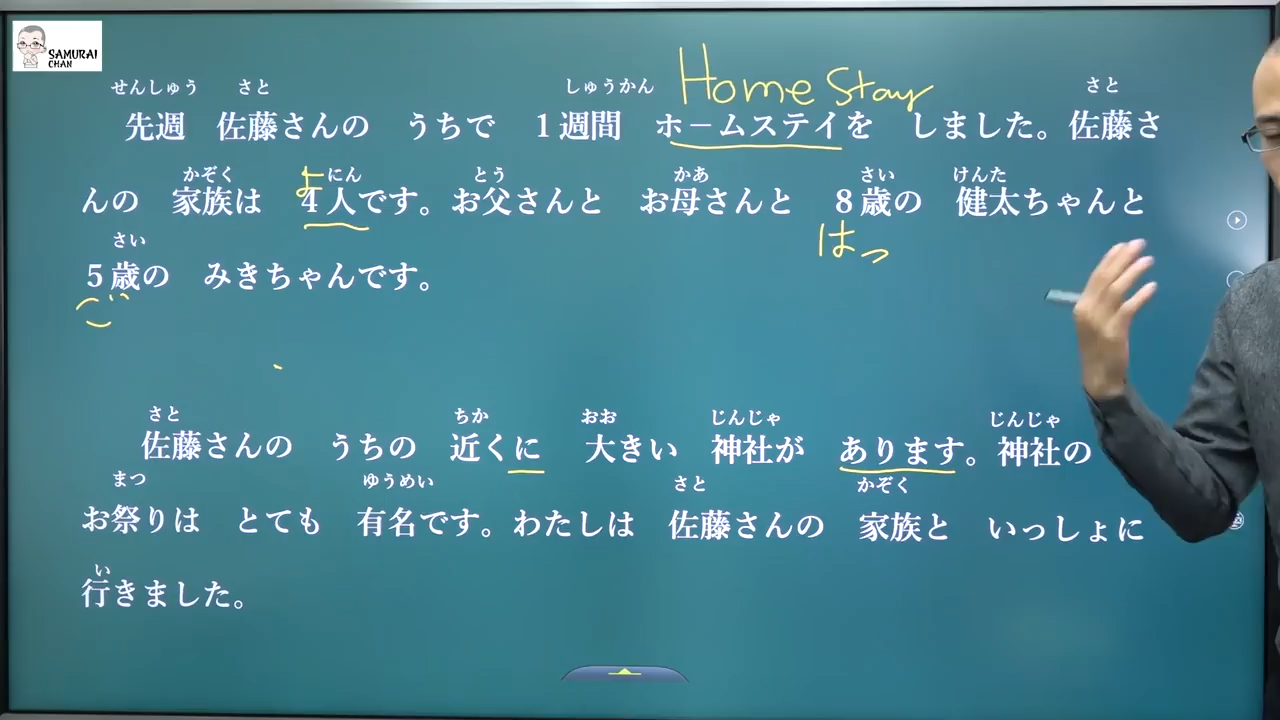 SAMURAI
CHAN
Home Stay
せんしゅう さと しゅうかん さと
先週 佐藤さんの うちで 1週間 ホームステイを しました。佐藤さ
かぞく よ にん とう かあ さい けんた
んの 家族は 4人です。お父さんと お母さんと 8歳の 健太ちゃんと
はっ
さい
5歳の みきちゃんです。
ご
さと ちか おお じんじゃ じんじゃ
佐藤さんの うちの 近くに 大きい 神社が あります。神社の
まつ ゆうめい さと かぞく
お祭りは とても 有名です。わたしは 佐藤さんの 家族と いっしょに
い
行きました。